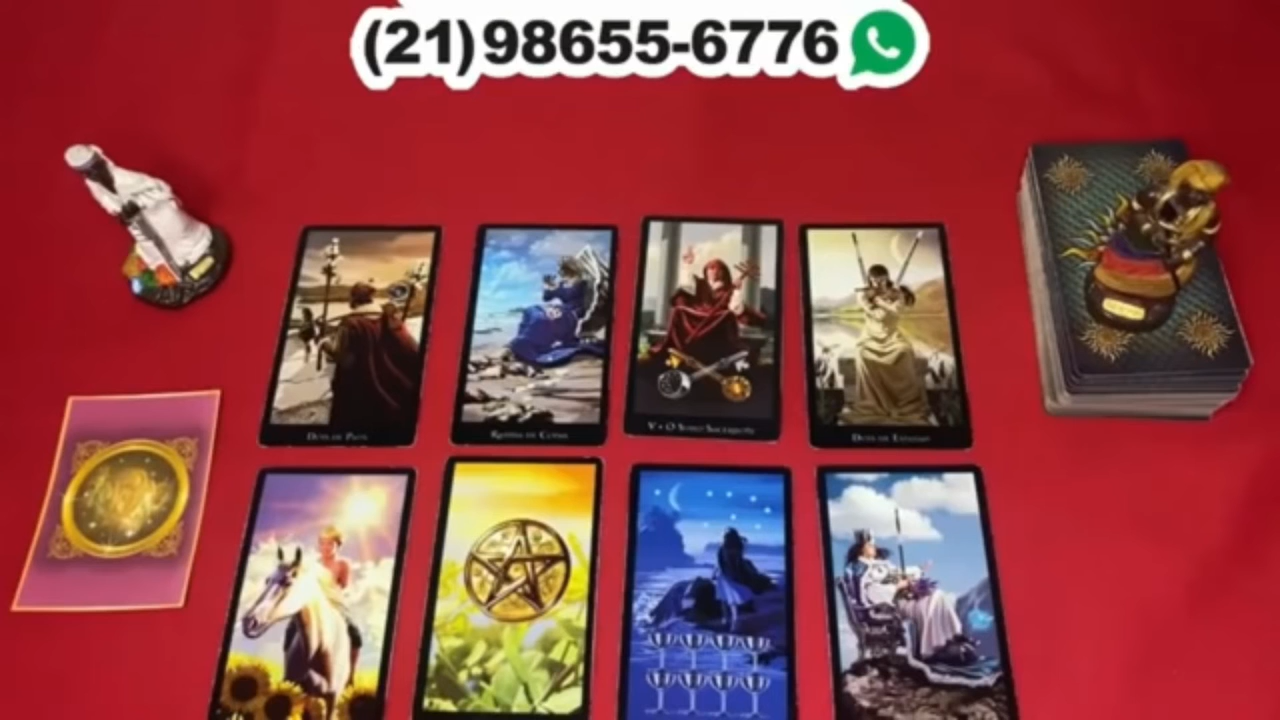 (21)98655-6776
Dois de Paus
Rainha de Copas
V • O Sumo Sacerdote
Dois de Espadas